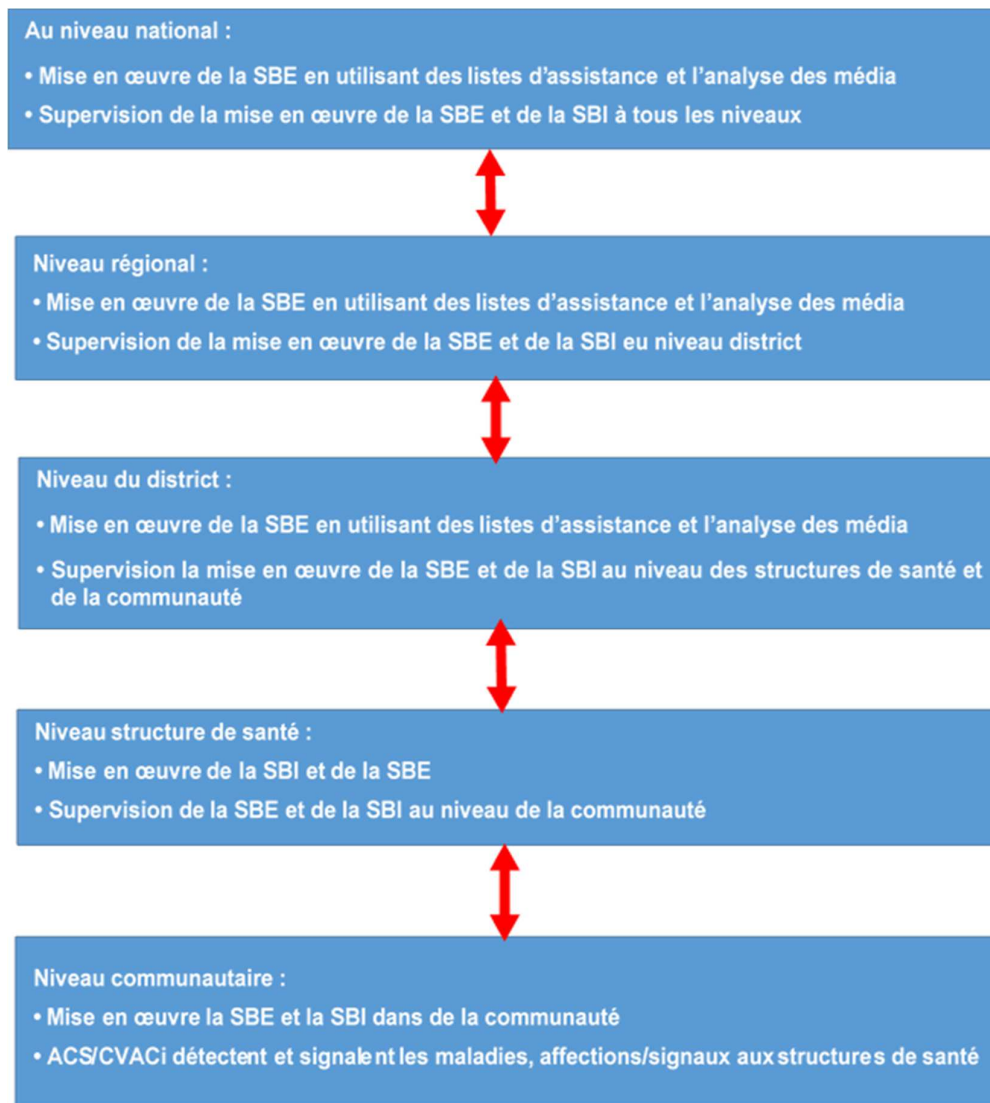 Au niveau national :
• Mise en œuvre de la SBE en utilisant des listes d’assistance et l’analyse des média
• Supervision de la mise en œuvre de la SBE et de la SBI à tous les niveaux
Niveau régional :
• Mise en œuvre de la SBE en utilisant des listes d’assistance et l’analyse des média
• Supervision de la mise en œuvre de la SBE et de la SBI eu niveau district
Niveau du district :
• Mise en œuvre de la SBE en utilisant des listes d’assistance et l’analyse des média
• Supervision la mise en œuvre de la SBE et de la SBI au niveau des structures de santé et
de la communauté
Niveau structure de santé :
• Mise en œuvre de la SBI et de la SBE
• Supervision de la SBE et de la SBI au niveau de la communauté
Niveau communautaire :
• Mise en œuvre la SBE et la SBI dans de la communauté
• ACS/CVACi détectent et signalent les maladies, affections/signaux aux structures de santé